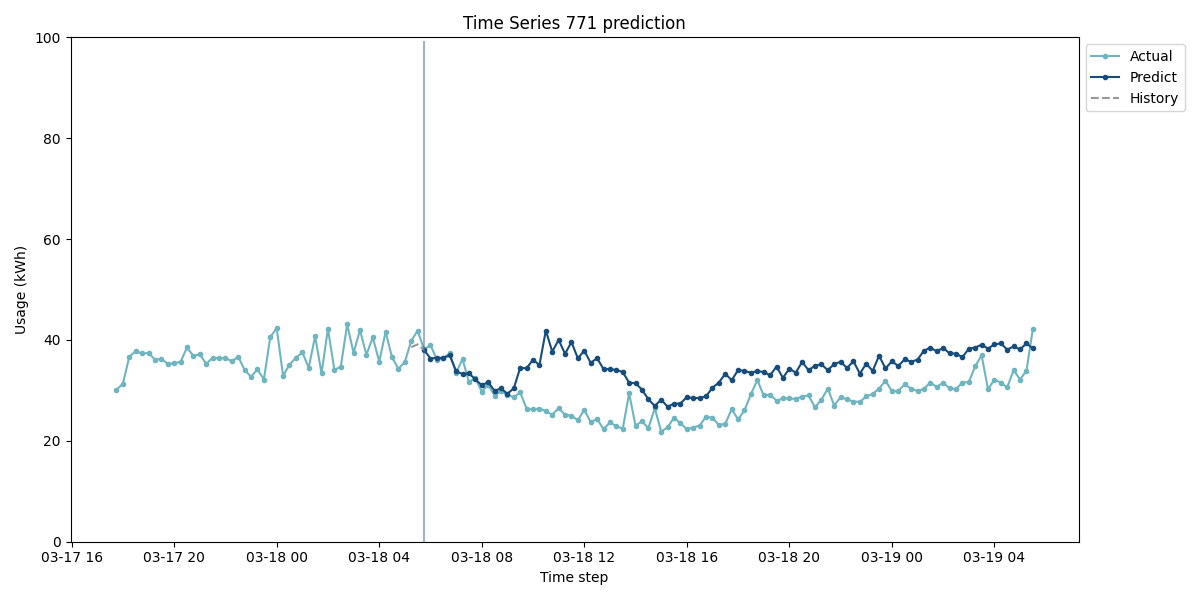 Time Series 771 prediction
100
80
60
40
20
0
Usage (kWh)
03-17 16 03-17 20 03-18 00 03-18 04 03-18 08 03-18 12 03-18 16 03-18 20 03-19 00 03-19 04
Time step
Actual
Predict
History